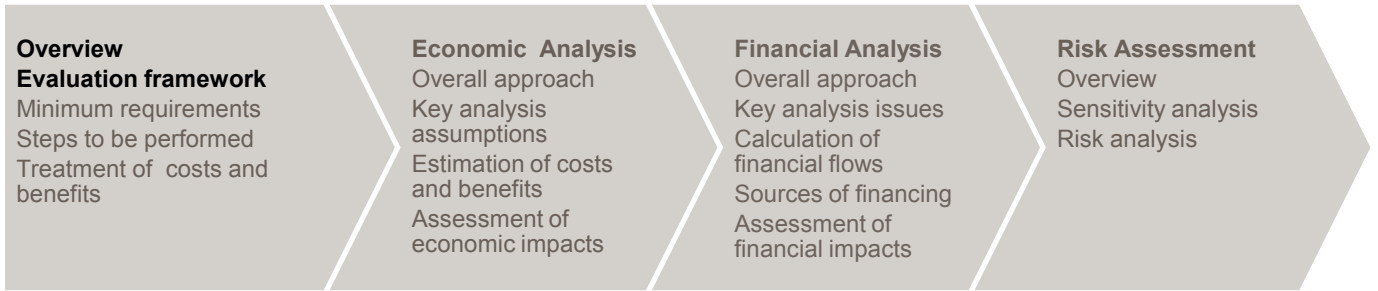 Overview
Evaluation framework
Minimum requirements
Steps to be performed
Treatment of costs and
benefits
Economic Analysis
Overall approach
Key analysis
assumptions
Estimation of costs
and benefits
Assessment of
economic impacts
Financial Analysis
Overall approach
Key analysis issues
Calculation of
financial flows
Sources of financing
Assessment of
financial impacts
Risk Assessment
Overview
Sensitivity analysis
Risk analysis